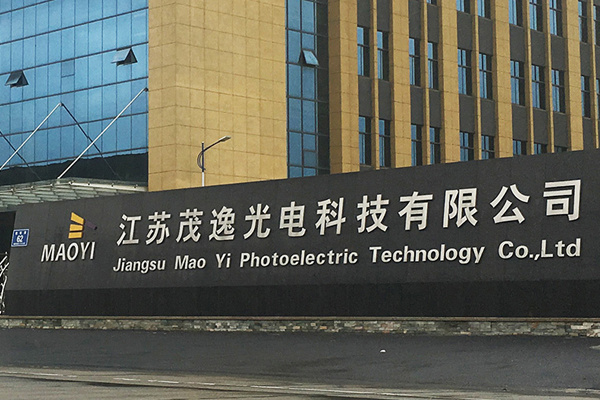 江苏茂逸光电科技有限公司
MAOYI
Jiangsu Mao Yi Photoelectric Technology Co.,Ltd
62